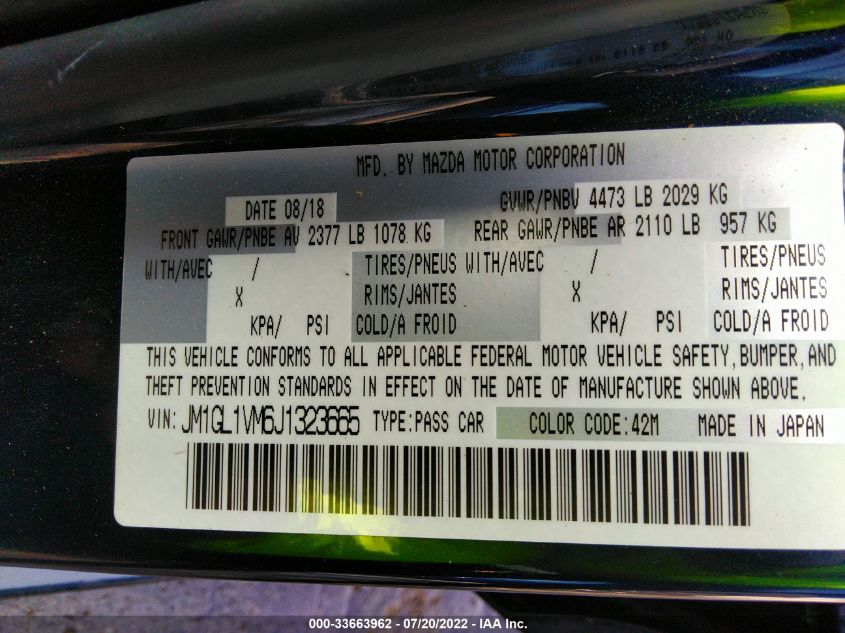 MFD. BY MAZDA MOTOR CORPORATION
DATE 08/18
GVWR/PNBV 4473 LB 2029 KG
FRONT GAWR/PNBE AV 2377 LB 1078 KG
REAR GAWR/PNBE AR 2110 LB 957 KG
WITH/AVEC / TIRES/PNEUS WITH/AVEC / TIRES/PNEUS
X RIMS/JANTES X RIMS/JANTES
KPA/ PSI COLD/A FROID KPA/ PSI COLD/A FROID
THIS VEHICLE CONFORMS TO ALL APPLICABLE FEDERAL MOTOR VEHICLE SAFETY, BUMPER, AND
THEFT PREVENTION STANDARDS IN EFFECT ON THE DATE OF MANUFACTURE SHOWN ABOVE.
VIN: JM1GL1VM6J1323665 TYPE: PASS CAR COLOR CODE: 42M MADE IN JAPAN
000-33663962 - 07/20/2022 - IAA Inc.